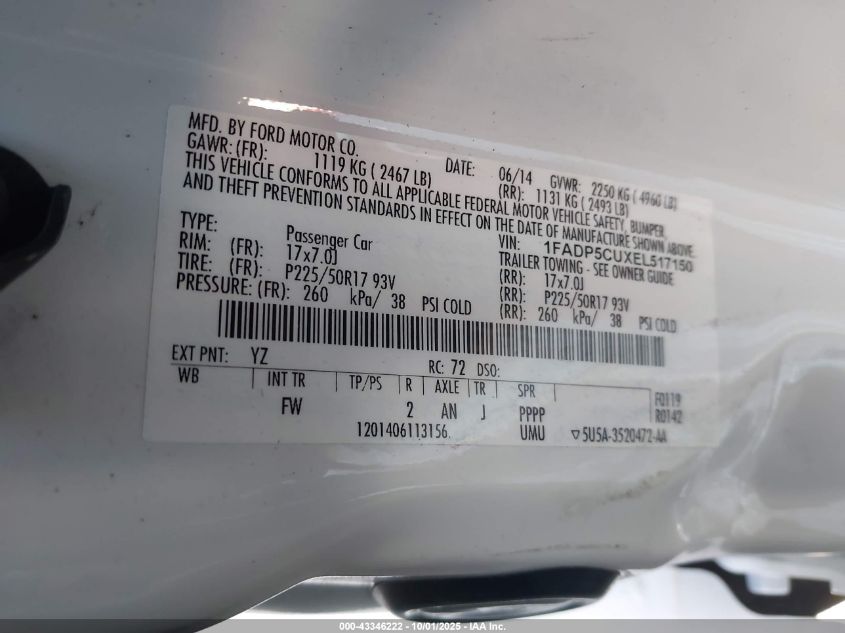 MFD. BY FORD MOTOR CO.
DATE: 06/14 GVWR: 2250 KG ( 4960 LB)
GAWR: (FR): 1119 KG ( 2467 LB) (RR): 1131 KG ( 2493 LB)
THIS VEHICLE CONFORMS TO ALL APPLICABLE FEDERAL MOTOR VEHICLE SAFETY, BUMPER,
AND THEFT PREVENTION STANDARDS IN EFFECT ON THE DATE OF MANUFACTURE SHOWN ABOVE.
VIN: 1FADP5CUXEL517150
TYPE: Passenger Car TRAILER TOWING - SEE OWNER GUIDE
RIM: (FR): 17x7.0J (RR): 17x7.0J
TIRE: (FR): P225/50R17 93V (RR): P225/50R17 93V
PRESSURE: (FR): 260 kPa/ 38 PSI COLD (RR): 260 kPa/ 38 PSI COLD
EXT PNT: YZ RC: 72 DSO:
WB INT TR TP/PS R AXLE TR SPR F0119
FW 2 AN J PPPP R0142
1201406113156 UMU ▽5U5A-3520472-AA
000-43346222 - 10/01/2025 - IAA Inc.